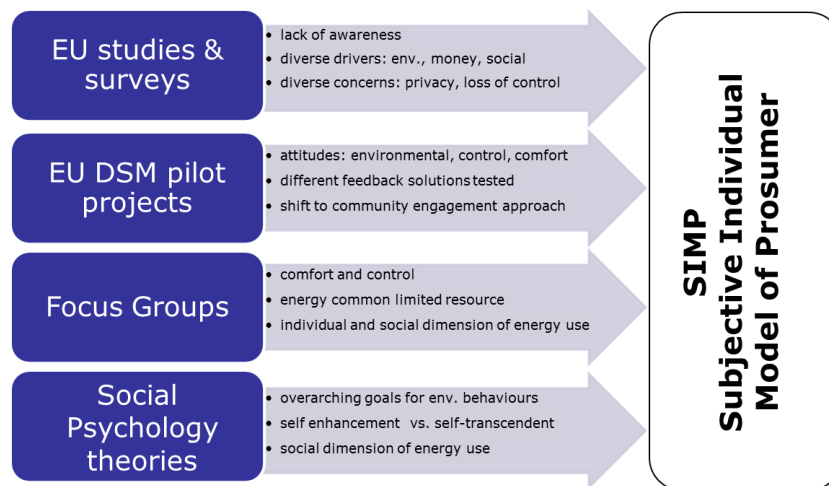 EU studies &
surveys
• lack of awareness
• diverse drivers: env., money, social
• diverse concerns: privacy, loss of control
EU DSM pilot
projects
• attitudes: environmental, control, comfort
• different feedback solutions tested
• shift to community engagement approach
Focus Groups
• comfort and control
• energy common limited resource
• individual and social dimension of energy use
Social
Psychology
theories
• overarching goals for env. behaviours
• self enhancement vs. self-transcendent
• social dimension of energy use
SIMP
Subjective Individual
Model of Prosumer